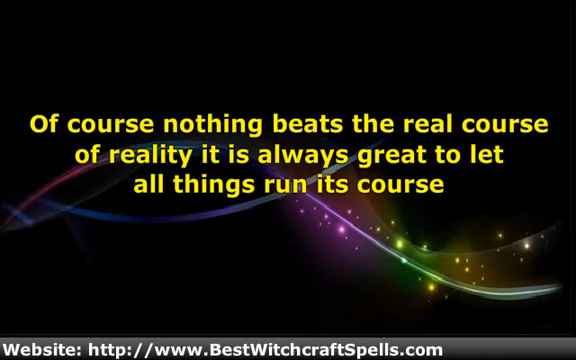 Of course nothing beats the real course
of reality it is always great to let
all things run its course
Website: http://www.BestWitchcraftSpells.com